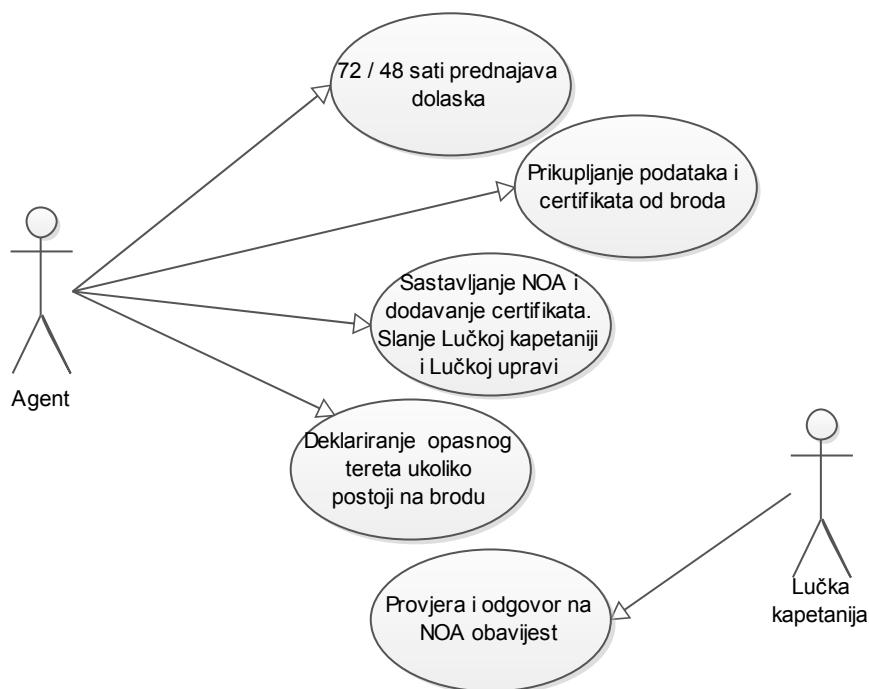 72 / 48 sati prednajava
dolaska
Prikupljanje podataka i
certifikata od broda
Sastavljanje NOA i
dodavanje certifikata.
Slanje Lučkoj kapetaniji
i Lučkoj upravi
Agent
Deklariranje opasnog
tereta ukoliko
postoji na brodu
Lučka
kapetanija
Provjera i odgovor na
NOA obavijest